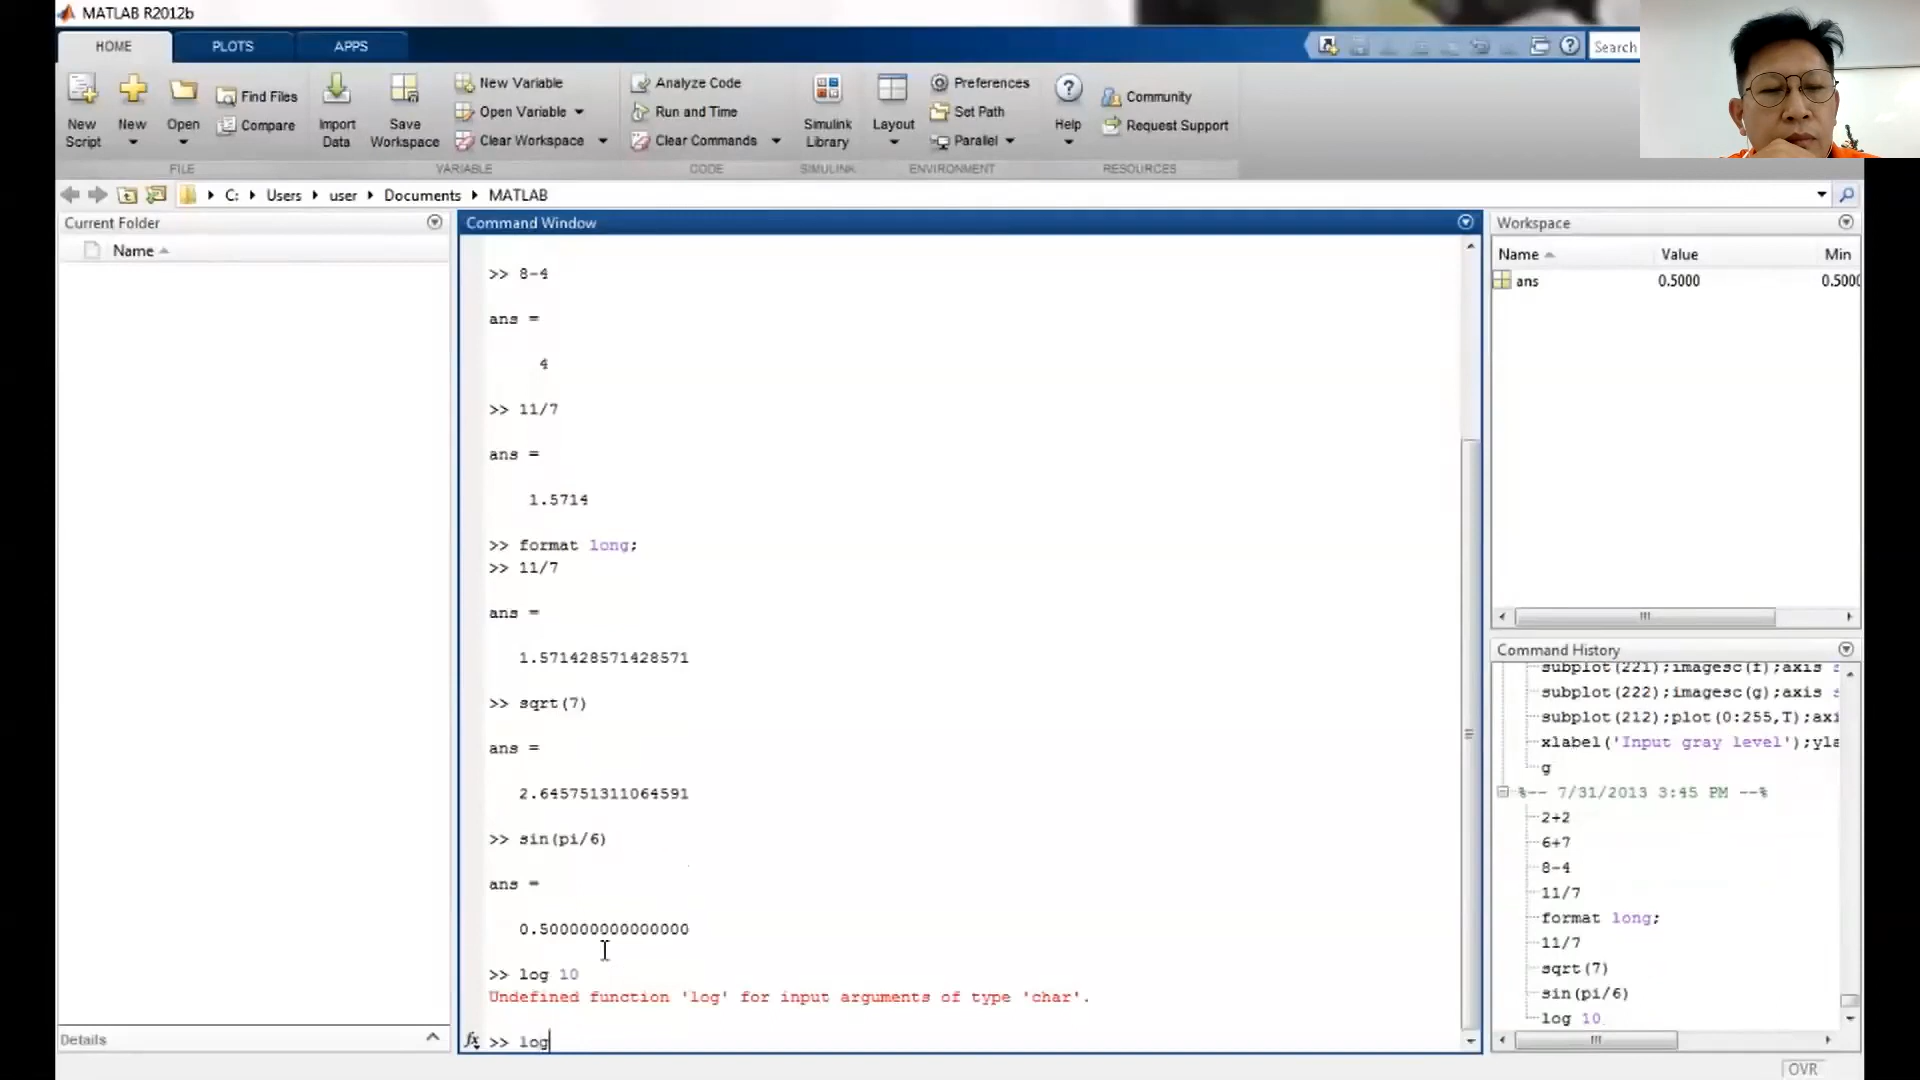 MATLAB R2012b
HOME
PLOTS
APPS
Search
New Script
New
Open
Find Files
Compare
Import Data
Save Workspace
New Variable
Open Variable
Clear Workspace
Analyze Code
Run and Time
Clear Commands
Simulink Library
Layout
Preferences
Set Path
Parallel
Help
Community
Request Support
FILE
VARIABLE
CODE
SIMULINK
ENVIRONMENT
RESOURCES
C: Users user Documents MATLAB
Current Folder
Name
Details
Command Window
>> 8-4
ans =
4
>> 11/7
ans =
1.5714
>> format long;
>> 11/7
ans =
1.571428571428571
>> sqrt(7)
ans =
2.645751311064591
>> sin(pi/6)
ans =
0.500000000000000
>> log 10
Undefined function 'log' for input arguments of type 'char'.
fx >> log
Workspace
Name Value Min
ans 0.5000 0.500
Command History
subplot(221);imagesc(f);axis
subplot(222);imagesc(g);axis
subplot(212);plot(0:255,T);axi
xlabel('Input gray level');yla
g
%-- 7/31/2013 3:45 PM --%
2+2
6+7
8-4
11/7
format long;
11/7
sqrt(7)
sin(pi/6)
log 10
OVR